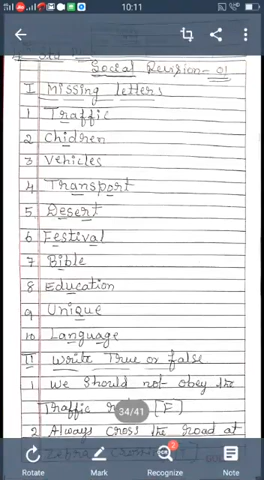 10:11
Social Revision - 01
I Missing letters
1 Traffic
2 Chidren
3 Vehicles
4 Transport
5 Desert
6 Festival
7 Bible
8 Education
9 Unique
10 Language
II Write True or false
1 We should not obey the
Traffic [F]
34/41
2 Always cross the road at
2
Rotate Mark Recognize Note